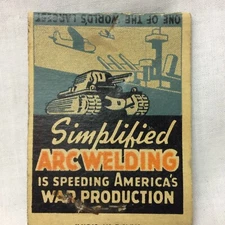 ONE OF THE WORLD'S LARGEST
Simplified
ARC WELDING
IS SPEEDING AMERICA'S
WAR PRODUCTION